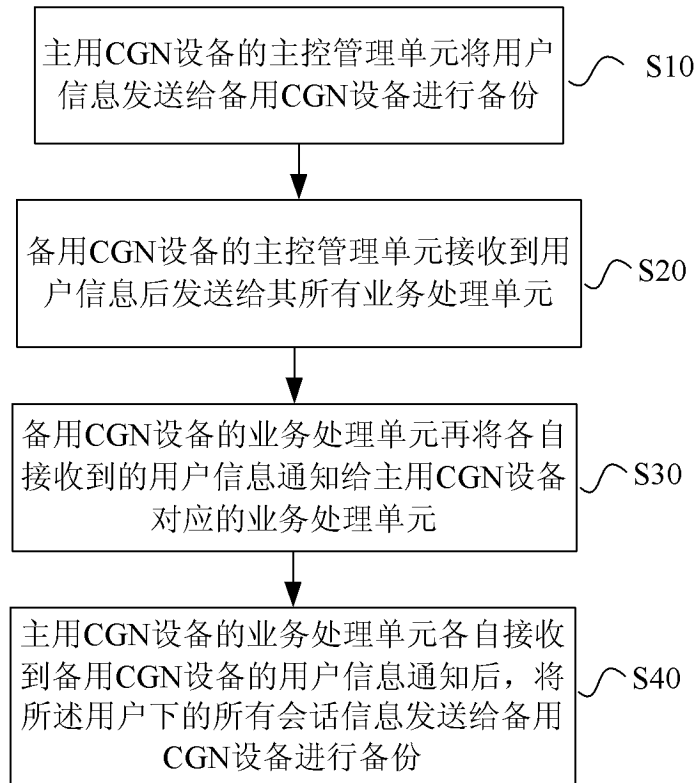 主用CGN设备的主控管理单元将用户
信息发送给备用CGN设备进行备份
S10
备用CGN设备的主控管理单元接收到用
户信息后发送给其所有业务处理单元
S20
备用CGN设备的业务处理单元再将各自
接收到的用户信息通知给主用CGN设备
对应的业务处理单元
S30
主用CGN设备的业务处理单元各自接收
到备用CGN设备的用户信息通知后，将
所述用户下的所有会话信息发送给备用
CGN设备进行备份
S40